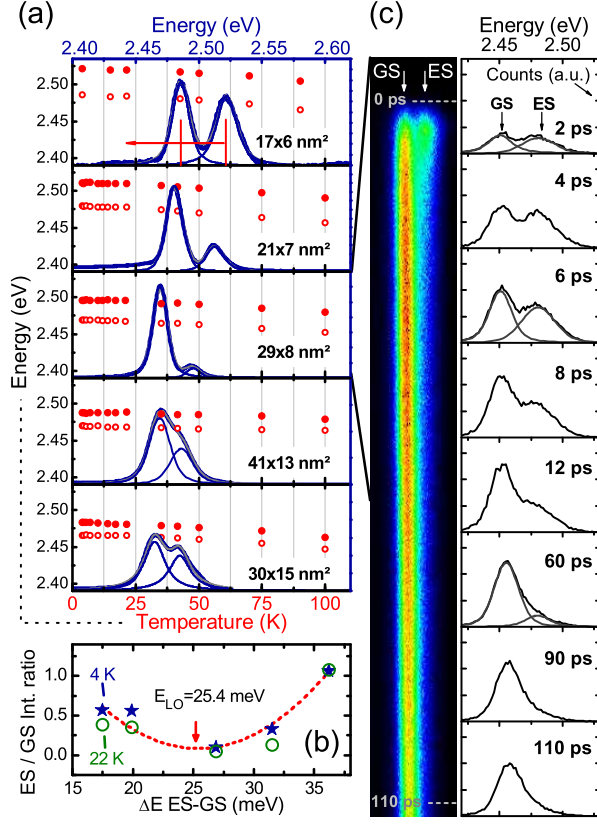 (a)
Energy (eV)
2.40 2.44 2.48 2.52 2.56 2.60
2.50
2.45
2.40
17x6 nm²
2.50
2.45
2.40
21x7 nm²
2.50
2.45
2.40
29x8 nm²
2.50
2.45
2.40
41x13 nm²
2.50
2.45
2.40
30x15 nm²
Energy (eV)
0 25 50 75 100
Temperature (K)
ES / GS Int. ratio
1.0
0.5
0.0
4 K
22 K
E_LO=25.4 meV
(b)
15 20 25 30 35
ΔE ES-GS (meV)
(c)
GS ES
0 ps
110 ps
Energy (eV)
2.45 2.50
Counts (a.u.)
GS ES
2 ps
4 ps
6 ps
8 ps
12 ps
60 ps
90 ps
110 ps